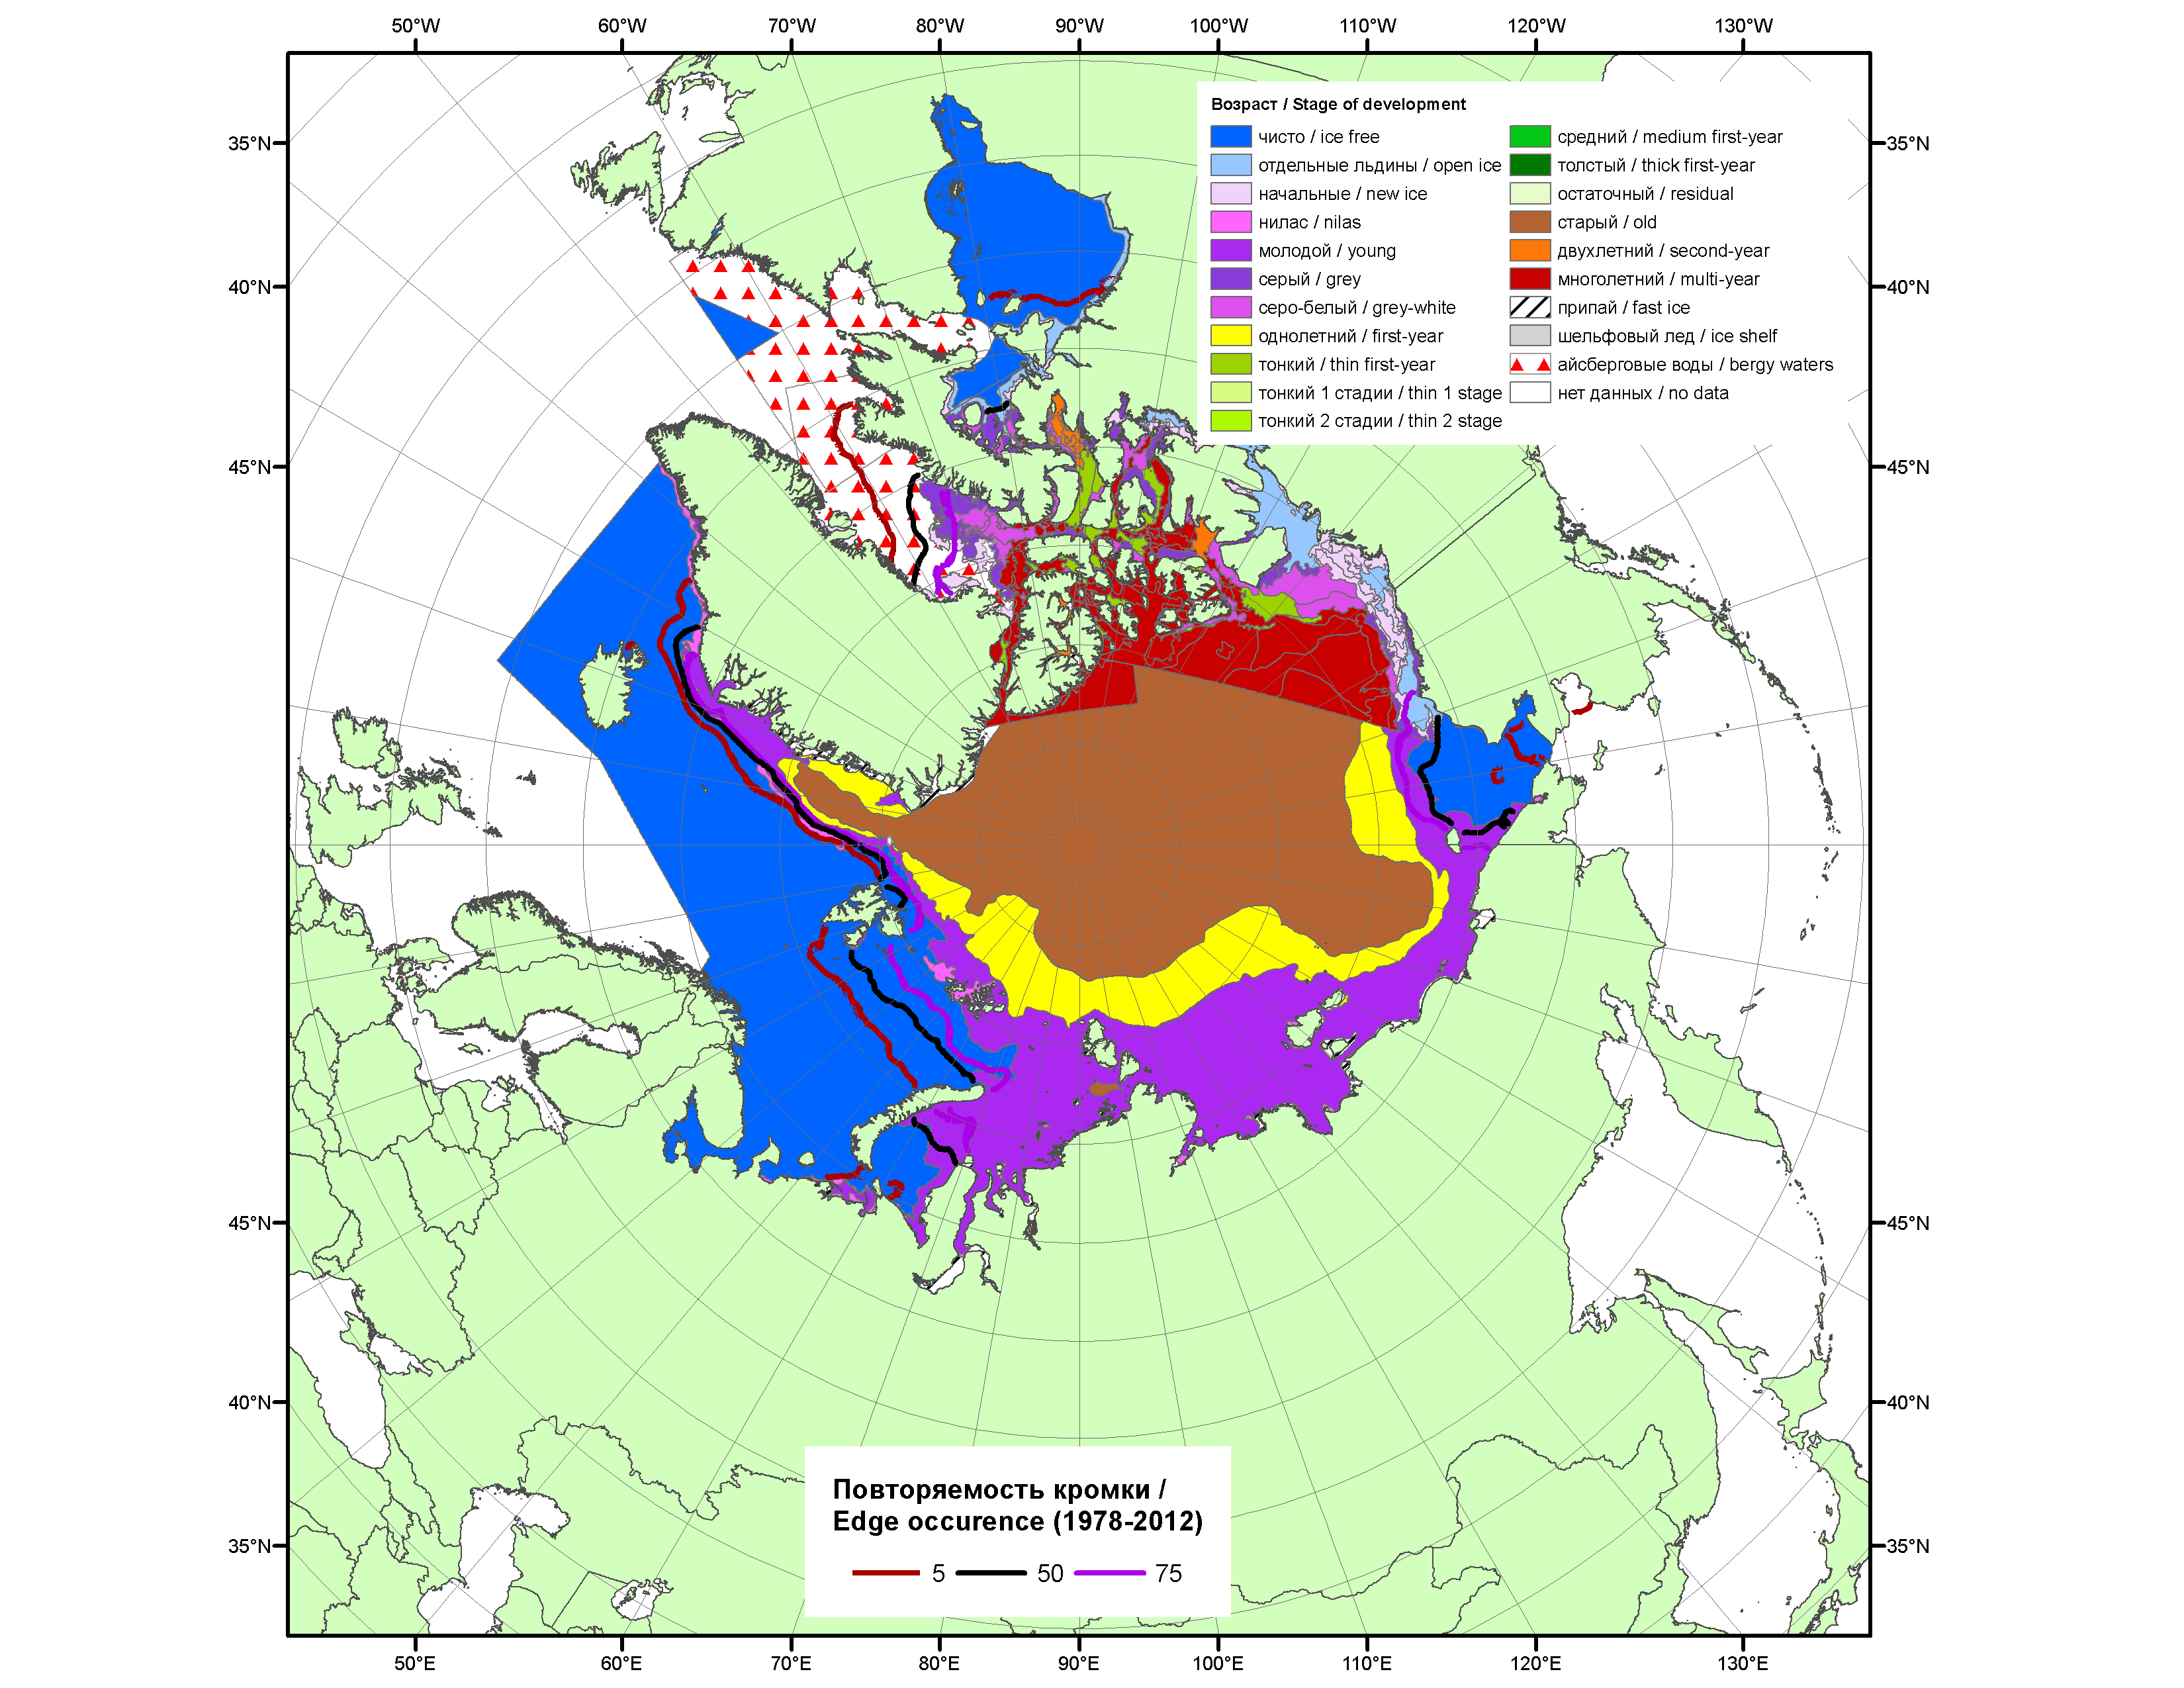 50°W 60°W 70°W 80°W 90°W 100°W 110°W 120°W 130°W
Возраст / Stage of development
чисто / ice free
отдельные льдины / open ice
начальные / new ice
нилас / nilas
молодой / young
серый / grey
серо-белый / grey-white
однолетний / first-year
тонкий / thin first-year
тонкий 1 стадии / thin 1 stage
тонкий 2 стадии / thin 2 stage
средний / medium first-year
толстый / thick first-year
остаточный / residual
старый / old
двухлетний / second-year
многолетний / multi-year
припай / fast ice
шельфовый лед / ice shelf
айсберговые воды / bergy waters
нет данных / no data
35°N 35°N
40°N 40°N
45°N 45°N
45°N 45°N
40°N 40°N
35°N 35°N
Повторяемость кромки /
Edge occurence (1978-2012)
5 50 75
50°E 60°E 70°E 80°E 90°E 100°E 110°E 120°E 130°E